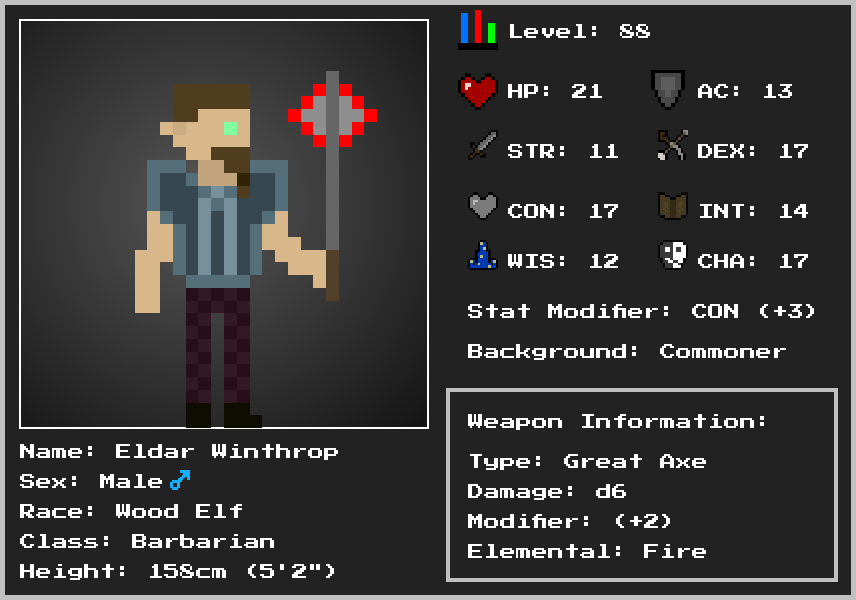 Level: 88
HP: 21
AC: 13
STR: 11
DEX: 17
CON: 17
INT: 14
WIS: 12
CHA: 17
Stat Modifier: CON (+3)
Background: Commoner
Weapon Information:
Type: Great Axe
Damage: d6
Modifier: (+2)
Elemental: Fire
Name: Eldar Winthrop
Sex: Male ♂
Race: Wood Elf
Class: Barbarian
Height: 158cm (5'2")